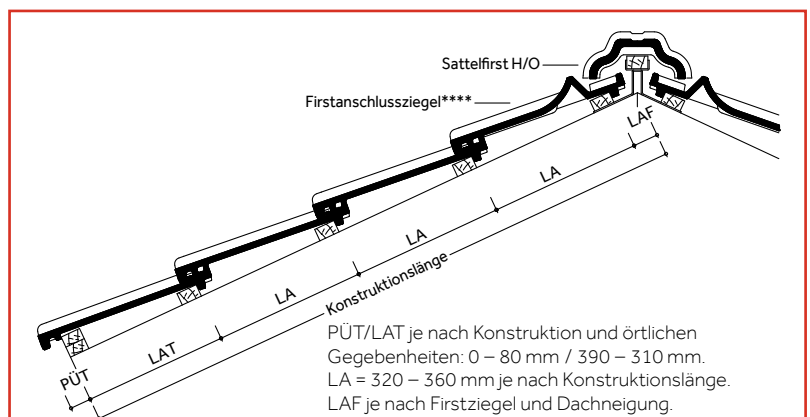 Sattelfirst H/O
Firstanschlussziegel****
LAF
LA
LA
LA
Konstruktionslänge
LAT
PÜT
PÜT/LAT je nach Konstruktion und örtlichen
Gegebenheiten: 0 – 80 mm / 390 – 310 mm.
LA = 320 – 360 mm je nach Konstruktionslänge.
LAF je nach Firstziegel und Dachneigung.